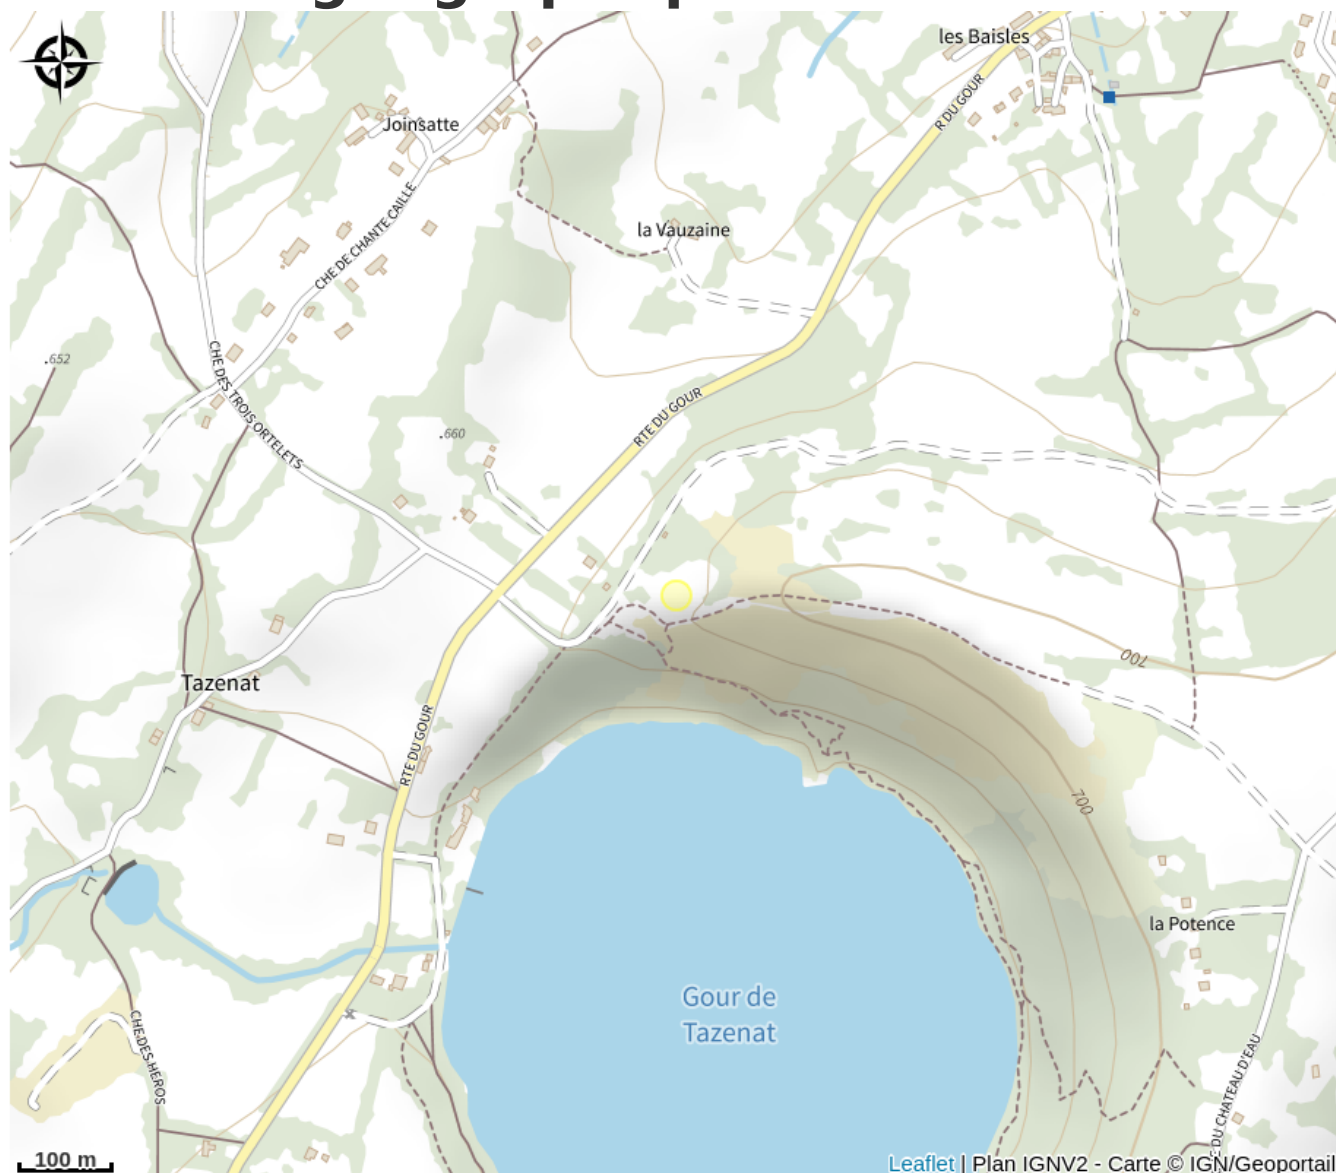 les Baisles
R DU GOUR
Joinsatte
CHE DE CHANTE CAILLE
la Vauzaine
.652
CHE DES TROIS ORTELETS
RTE DU GOUR
.660
700
Tazenat
RTE DU GOUR
700
la Potence
Gour de
Tazenat
CHE DES HEROS
DU CHATEAU D'EAU
100 m
Leaflet | Plan IGNV2 - Carte © IGN/Geoportail